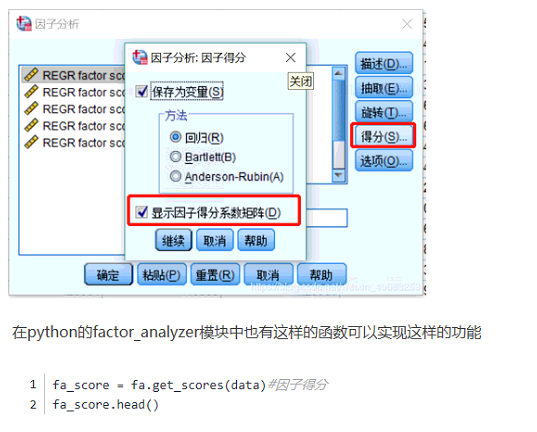 因子分析
因子分析: 因子得分
关闭
REGR factor sco
REGR factor sco
REGR factor sco
REGR factor sco
REGR factor sco
保存为变量(S)
方法
回归(R)
Bartlett(B)
Anderson-Rubin(A)
显示因子得分系数矩阵(D)
继续 取消 帮助
描述(D)...
抽取(E)...
旋转(T)...
得分(S)...
选项(O)...
确定 粘贴(P) 重置(R) 取消 帮助
在python的factor_analyzer模块中也有这样的函数可以实现这样的功能
1 fa_score = fa.get_scores(data)#因子得分
2 fa_score.head()